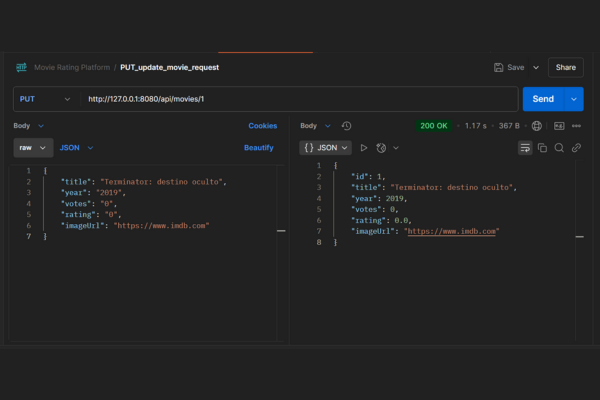 Movie Rating Platform / PUT_update_movie_request
Save
Share
PUT
http://127.0.0.1:8080/api/movies/1
Send
Body
Cookies
raw
JSON
Beautify
1 {
2 "title": "Terminator: destino oculto",
3 "year": "2019",
4 "votes": "0",
5 "rating": "0",
6 "imageUrl": "https://www.imdb.com"
7 }
Body
200 OK • 1.17 s • 367 B
{} JSON
1 {
2 "id": 1,
3 "title": "Terminator: destino oculto",
4 "year": 2019,
5 "votes": 0,
6 "rating": 0.0,
7 "imageUrl": "https://www.imdb.com"
8 }